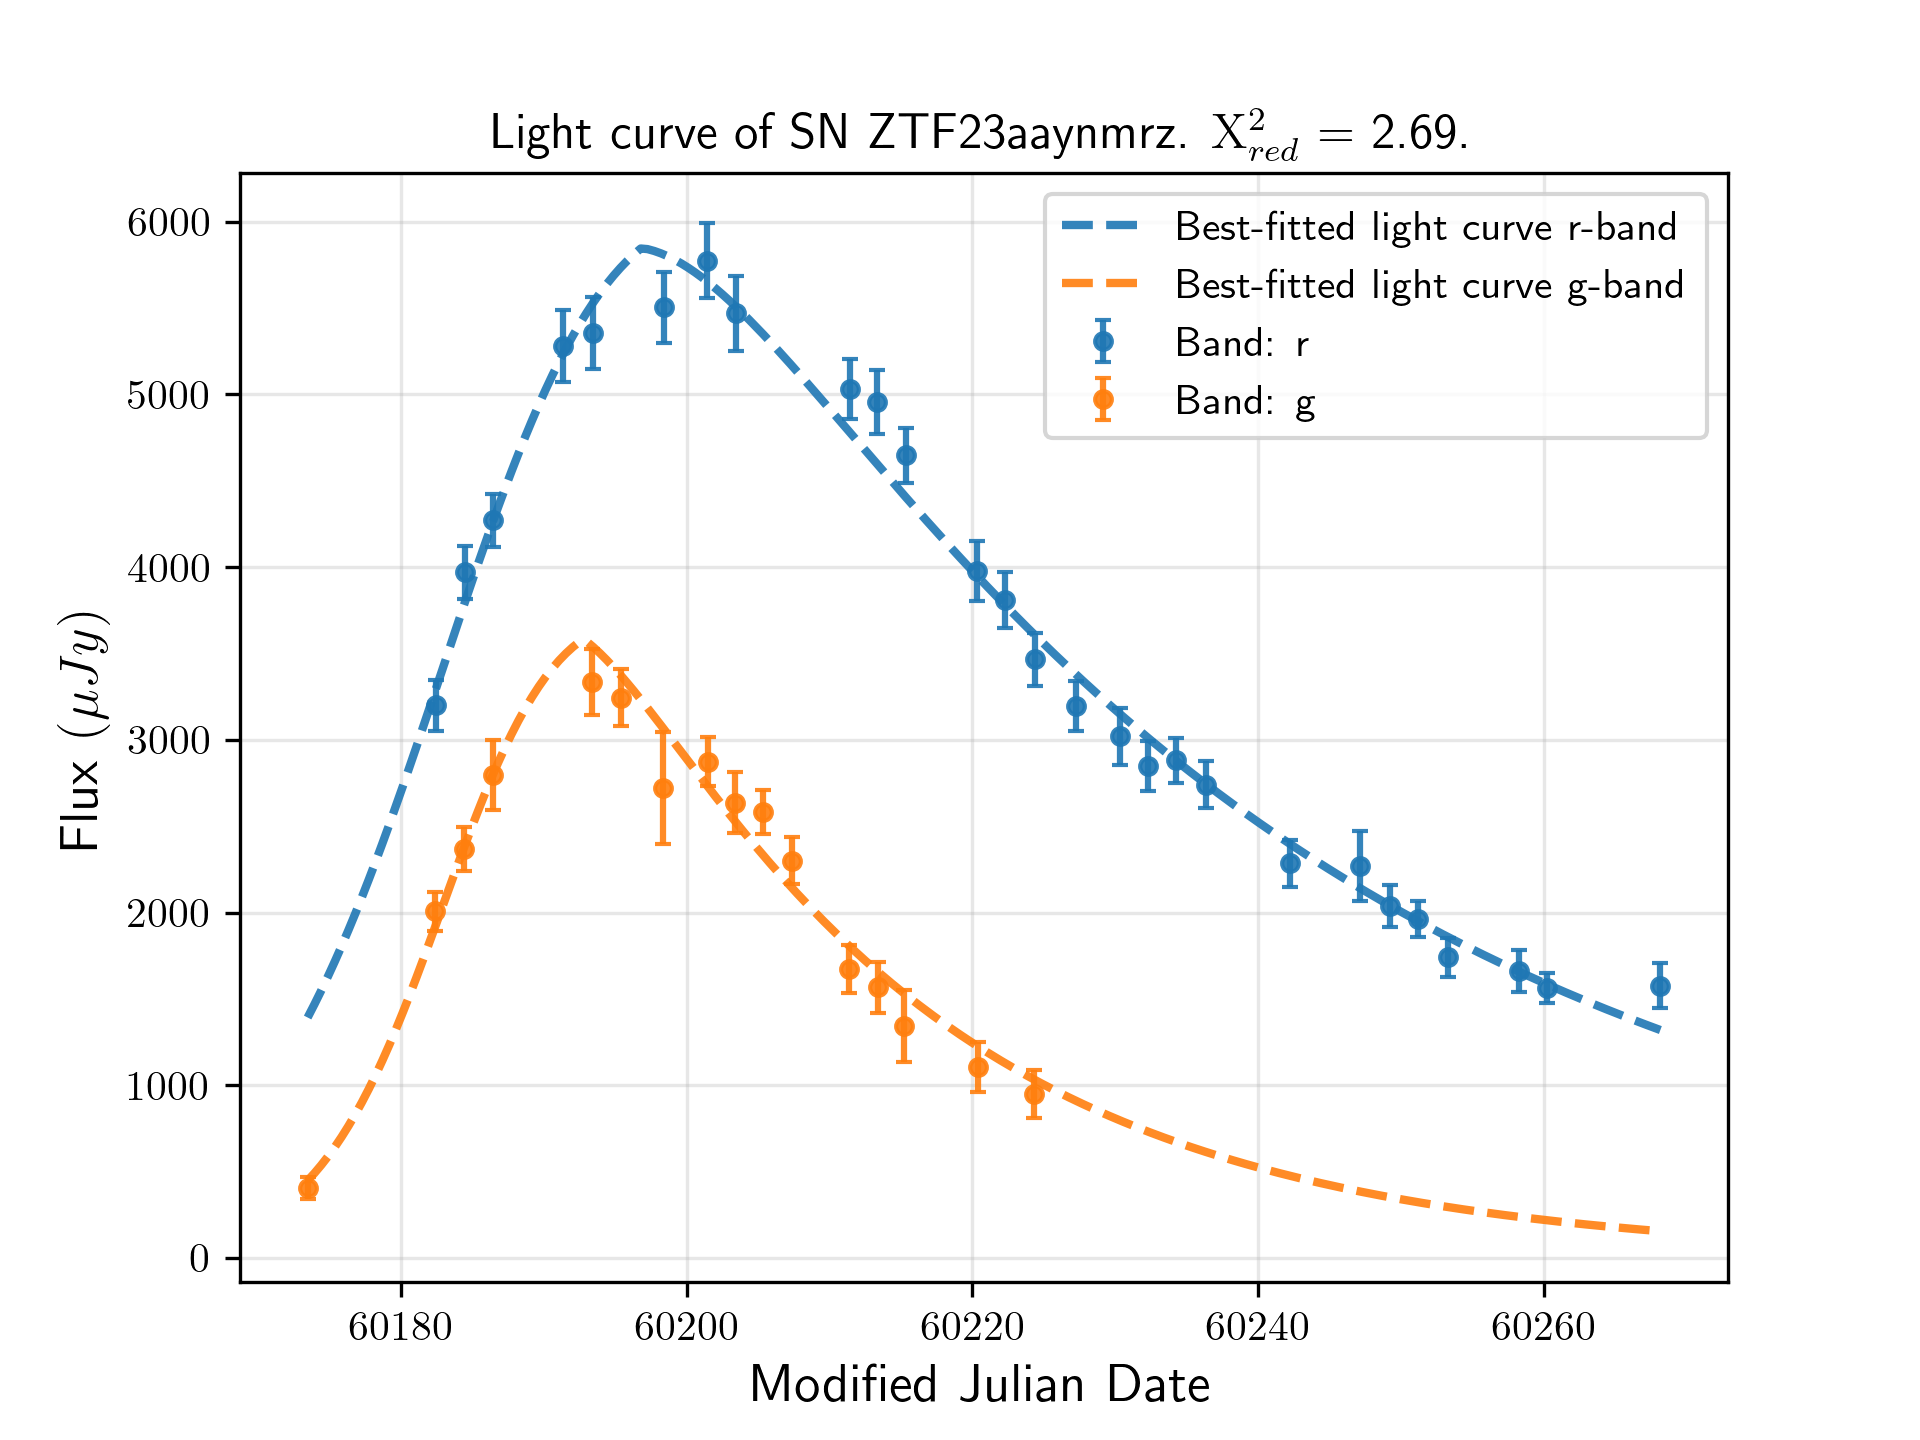 Light curve of SN ZTF23aaynmrz. X²red = 2.69.
Best-fitted light curve r-band
Best-fitted light curve g-band
Band: r
Band: g
6000
5000
4000
3000
2000
1000
0
Flux (μJy)
60180 60200 60220 60240 60260
Modified Julian Date